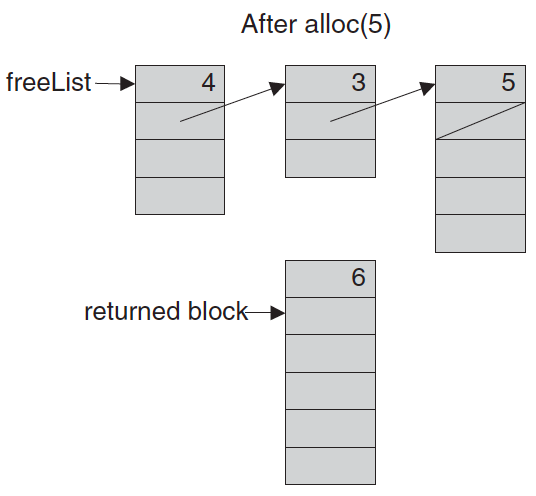 After alloc(5)
freeList 4 3 5
6
returned block